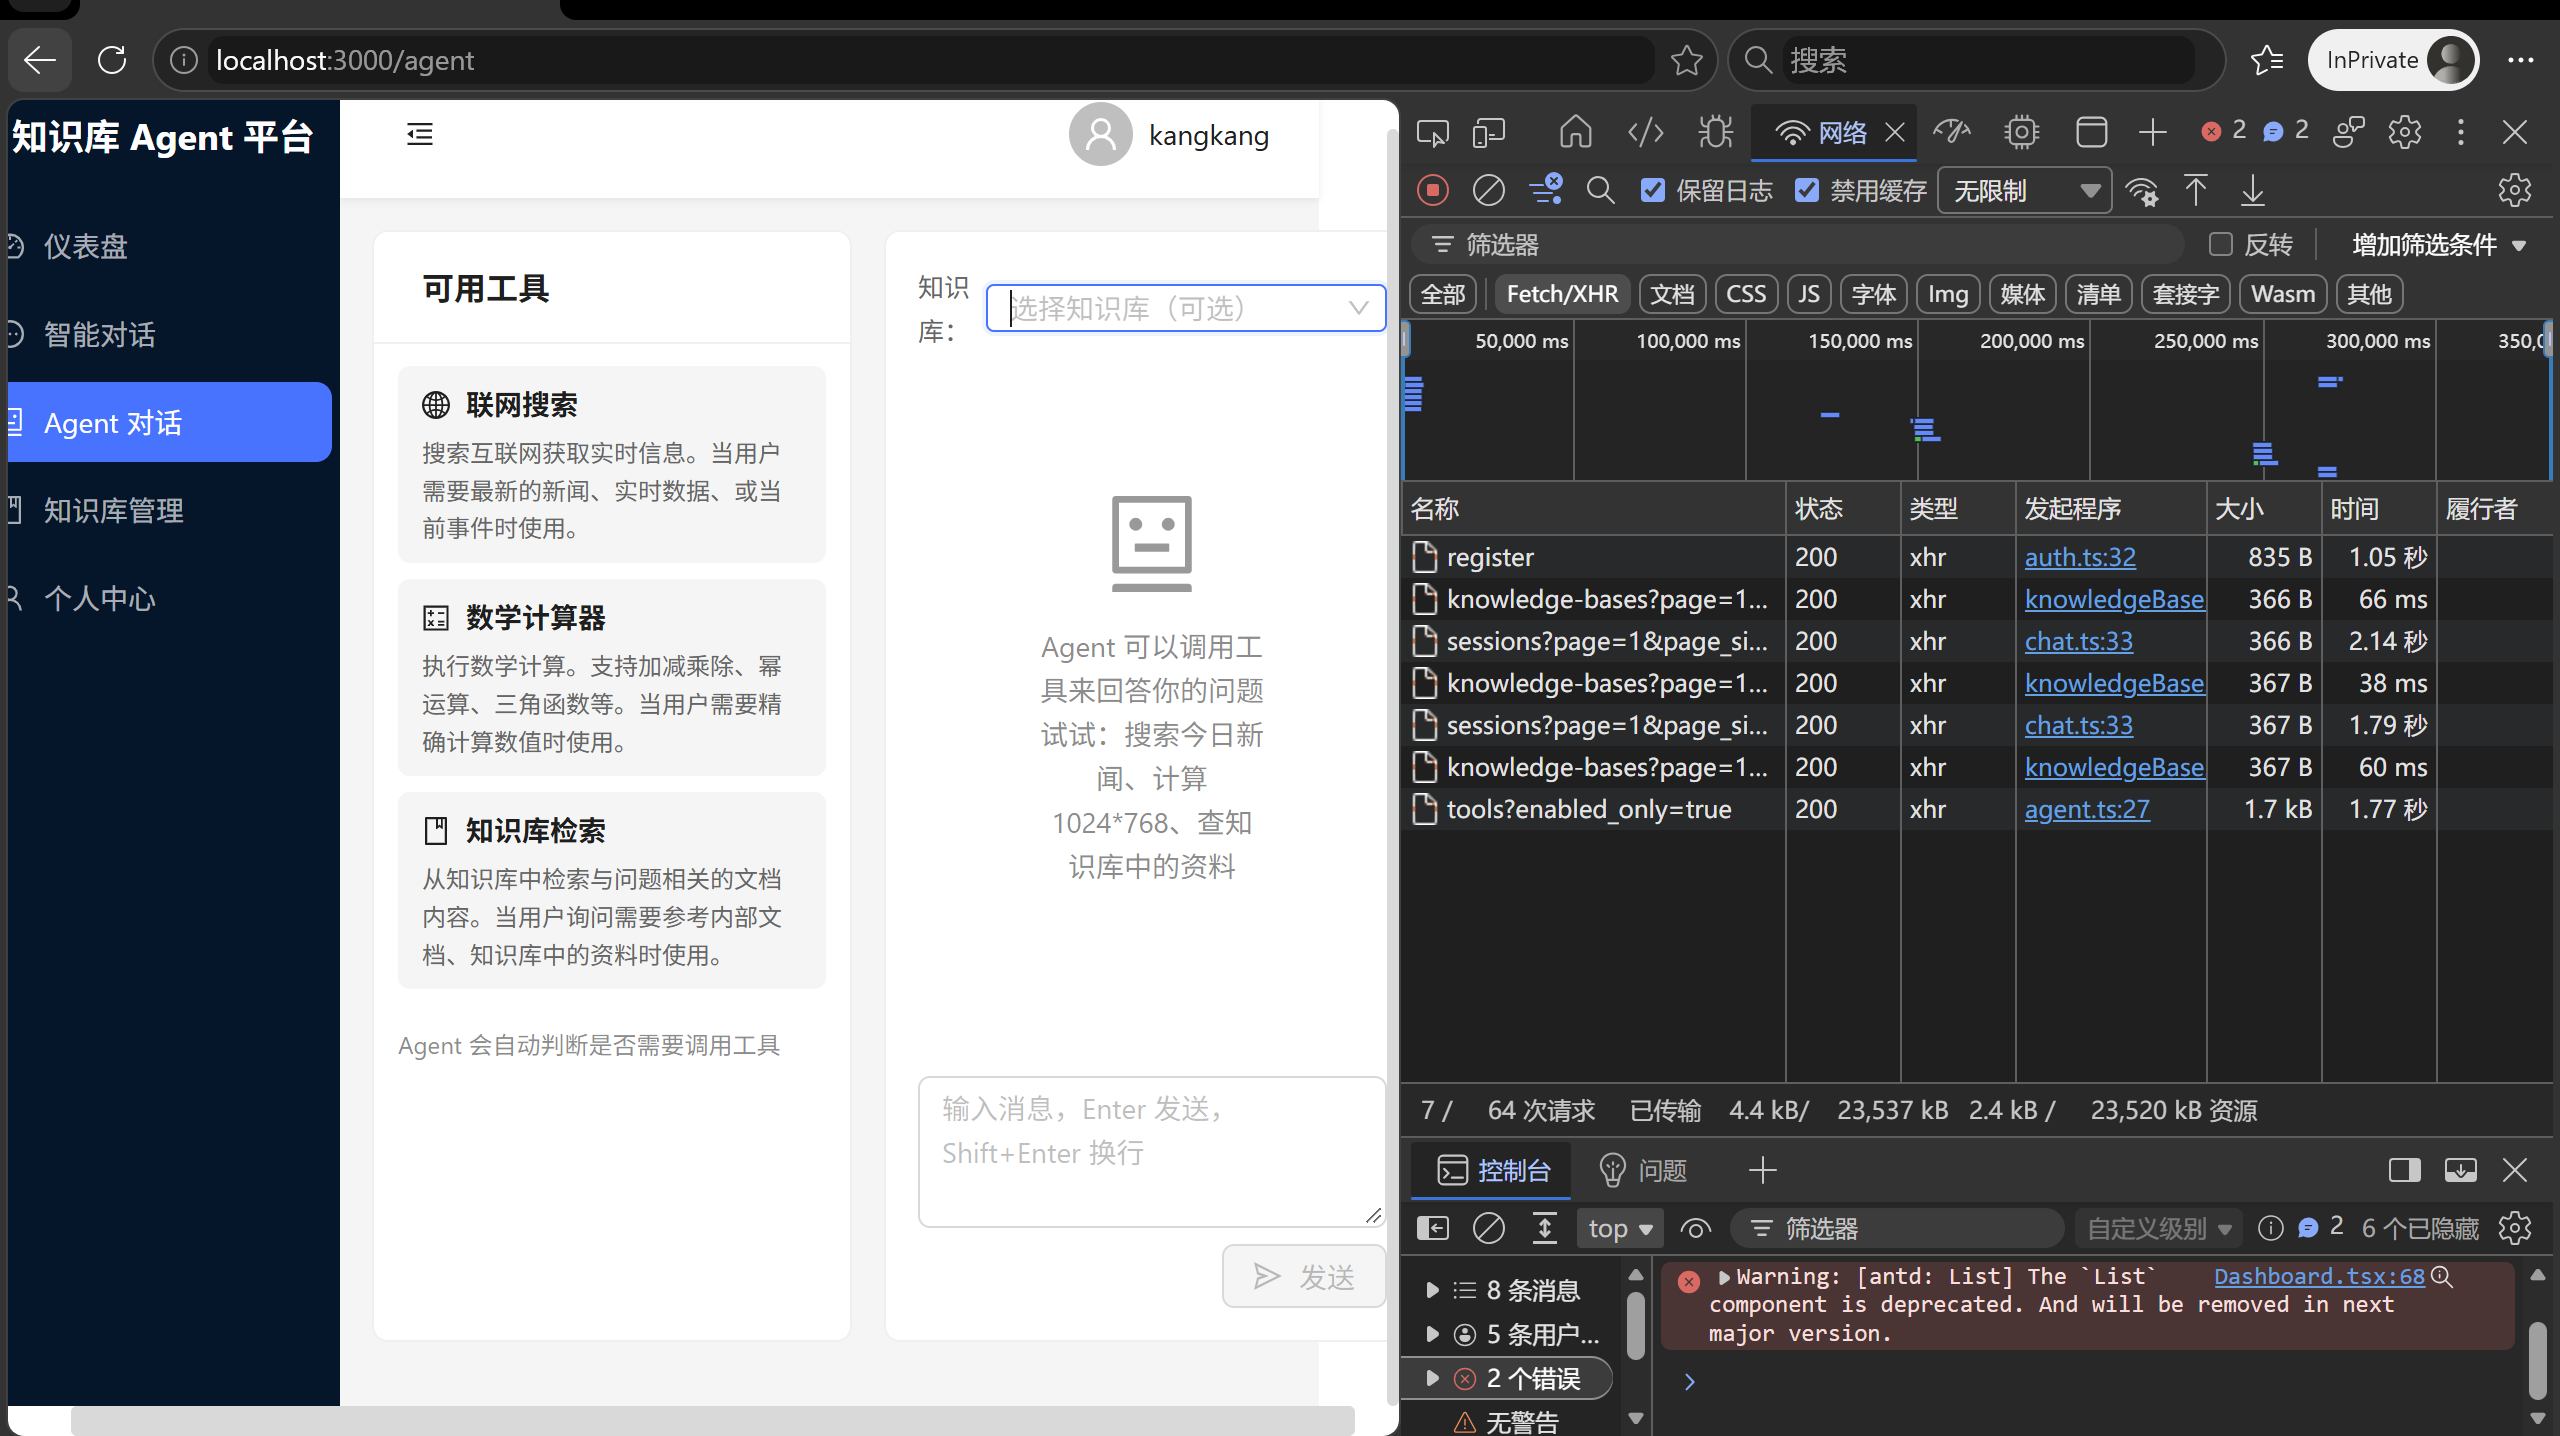 localhost:3000/agent
搜索
InPrivate
知识库 Agent 平台
仪表盘
智能对话
Agent 对话
知识库管理
个人中心
kangkang
可用工具
联网搜索
搜索互联网获取实时信息。当用户
需要最新的新闻、实时数据、或当
前事件时使用。
数学计算器
执行数学计算。支持加减乘除、幂
运算、三角函数等。当用户需要精
确计算数值时使用。
知识库检索
从知识库中检索与问题相关的文档
内容。当用户询问需要参考内部文
档、知识库中的资料时使用。
Agent 会自动判断是否需要调用工具
知识
库：
选择知识库（可选）
Agent 可以调用工
具来回答你的问题
试试：搜索今日新
闻、计算
1024*768、查知
识库中的资料
输入消息，Enter 发送，
Shift+Enter 换行
发送
网络
2 2
保留日志 禁用缓存 无限制
筛选器 反转 增加筛选条件
全部 Fetch/XHR 文档 CSS JS 字体 Img 媒体 清单 套接字 Wasm 其他
50,000 ms 100,000 ms 150,000 ms 200,000 ms 250,000 ms 300,000 ms 350,0
名称 状态 类型 发起程序 大小 时间 履行者
register 200 xhr auth.ts:32 835 B 1.05 秒
knowledge-bases?page=1... 200 xhr knowledgeBase 366 B 66 ms
sessions?page=1&page_si... 200 xhr chat.ts:33 366 B 2.14 秒
knowledge-bases?page=1... 200 xhr knowledgeBase 367 B 38 ms
sessions?page=1&page_si... 200 xhr chat.ts:33 367 B 1.79 秒
knowledge-bases?page=1... 200 xhr knowledgeBase 367 B 60 ms
tools?enabled_only=true 200 xhr agent.ts:27 1.7 kB 1.77 秒
7 / 64 次请求 已传输 4.4 kB/ 23,537 kB 2.4 kB / 23,520 kB 资源
控制台 问题
top 筛选器 自定义级别 2 6 个已隐藏
8 条消息
5 条用户...
2 个错误
无警告
Warning: [antd: List] The `List` Dashboard.tsx:68
component is deprecated. And will be removed in next
major version.